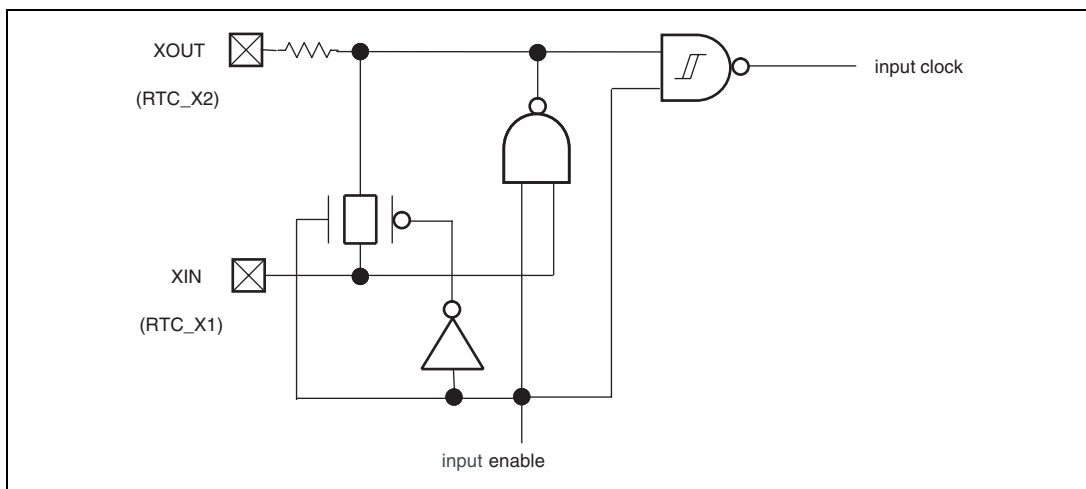 XOUT
(RTC_X2)
input clock
XIN
(RTC_X1)
input enable